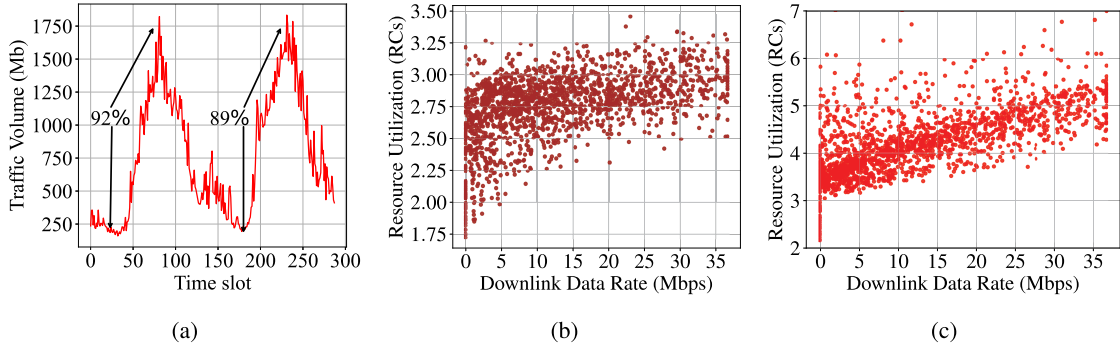 Traffic Volume (Mb)
1750
1500
1250
1000
750
500
250
92%
89%
0 50 100 150 200 250 300
Time slot
(a)
Resource Utilization (RCs)
3.50
3.25
3.00
2.75
2.50
2.25
2.00
1.75
0 5 10 15 20 25 30 35
Downlink Data Rate (Mbps)
(b)
Resource Utilization (RCs)
7
6
5
4
3
2
0 5 10 15 20 25 30 35
Downlink Data Rate (Mbps)
(c)